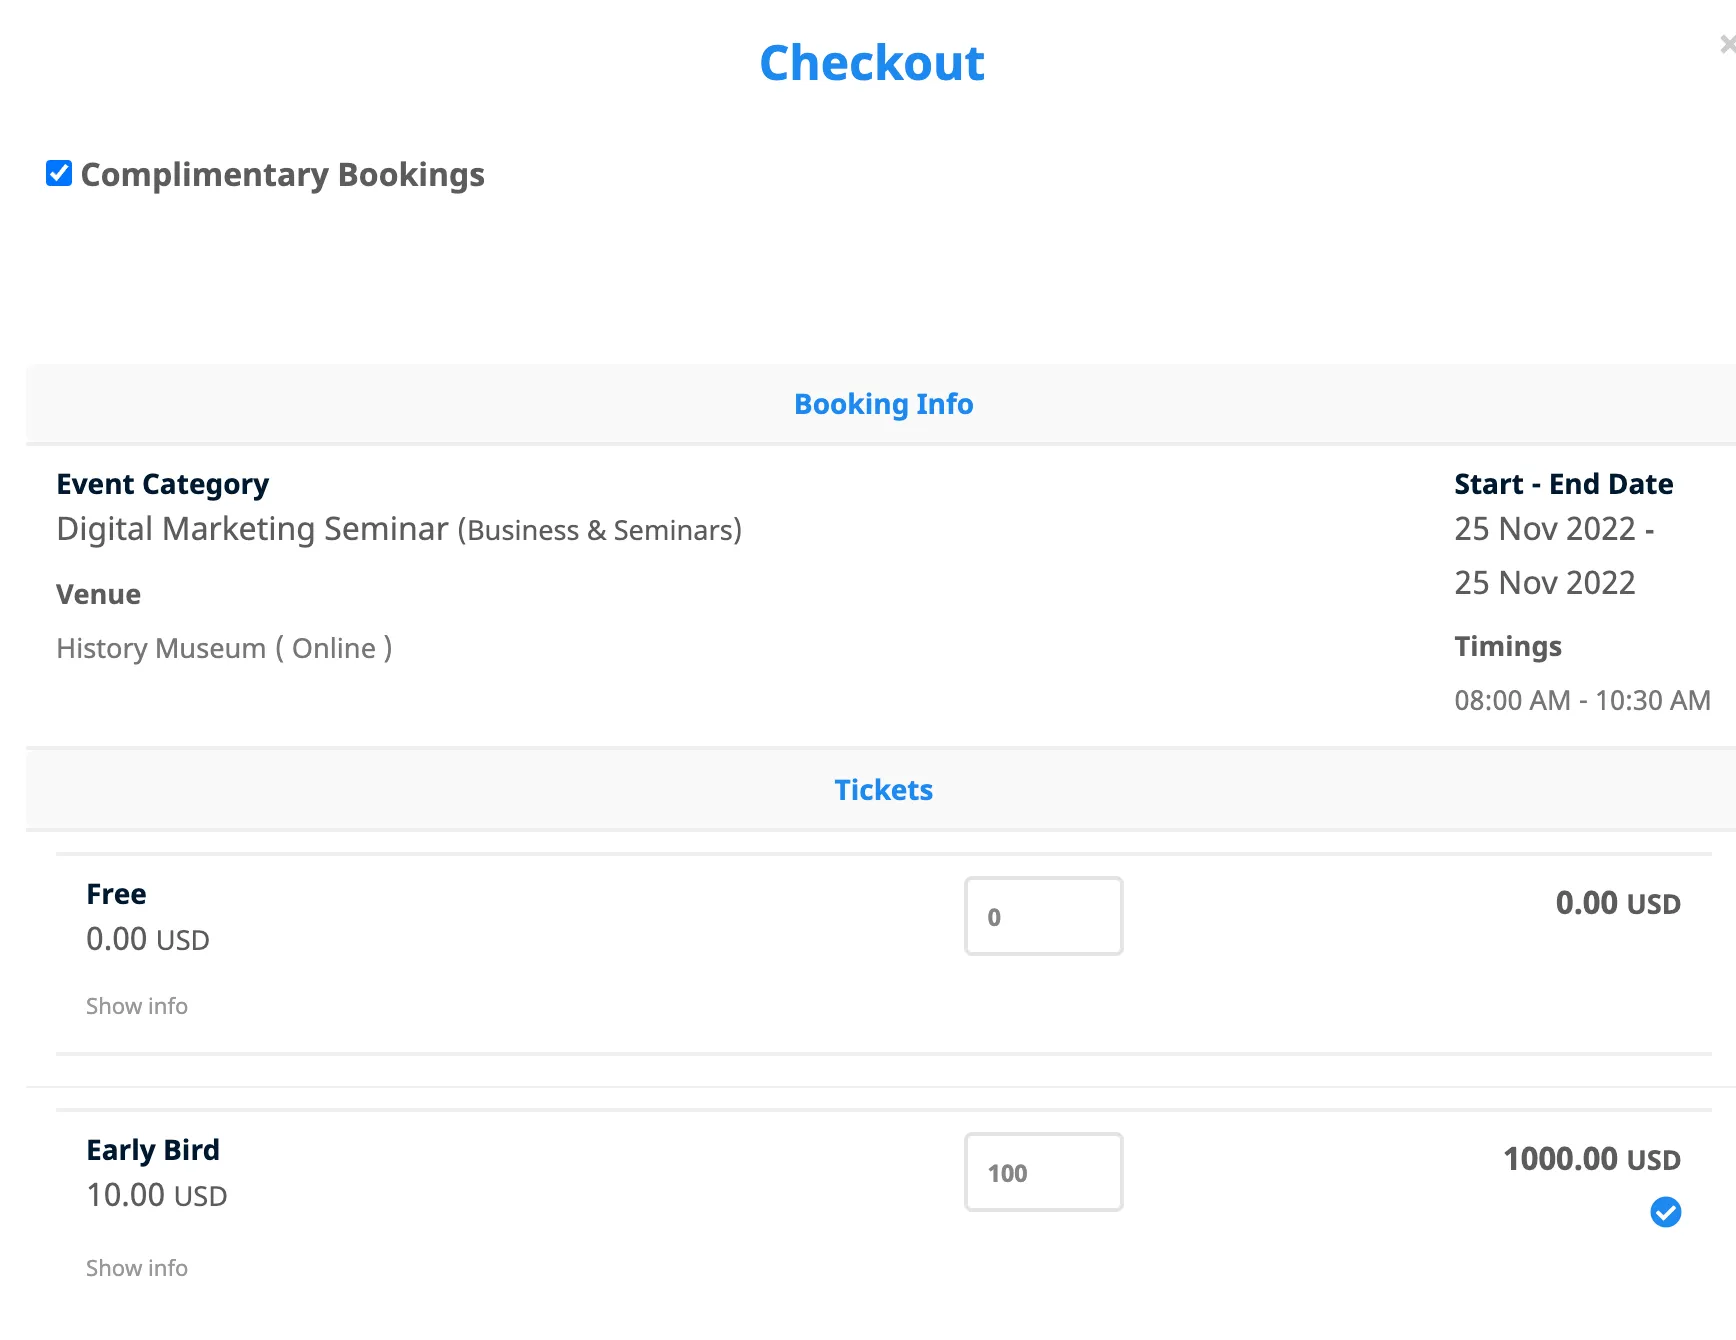 Checkout
Complimentary Bookings
Booking Info
Event Category
Digital Marketing Seminar (Business & Seminars)
Venue
History Museum ( Online )
Start - End Date
25 Nov 2022 -
25 Nov 2022
Timings
08:00 AM - 10:30 AM
Tickets
Free
0.00 USD
Show info
0
0.00 USD
Early Bird
10.00 USD
Show info
100
1000.00 USD